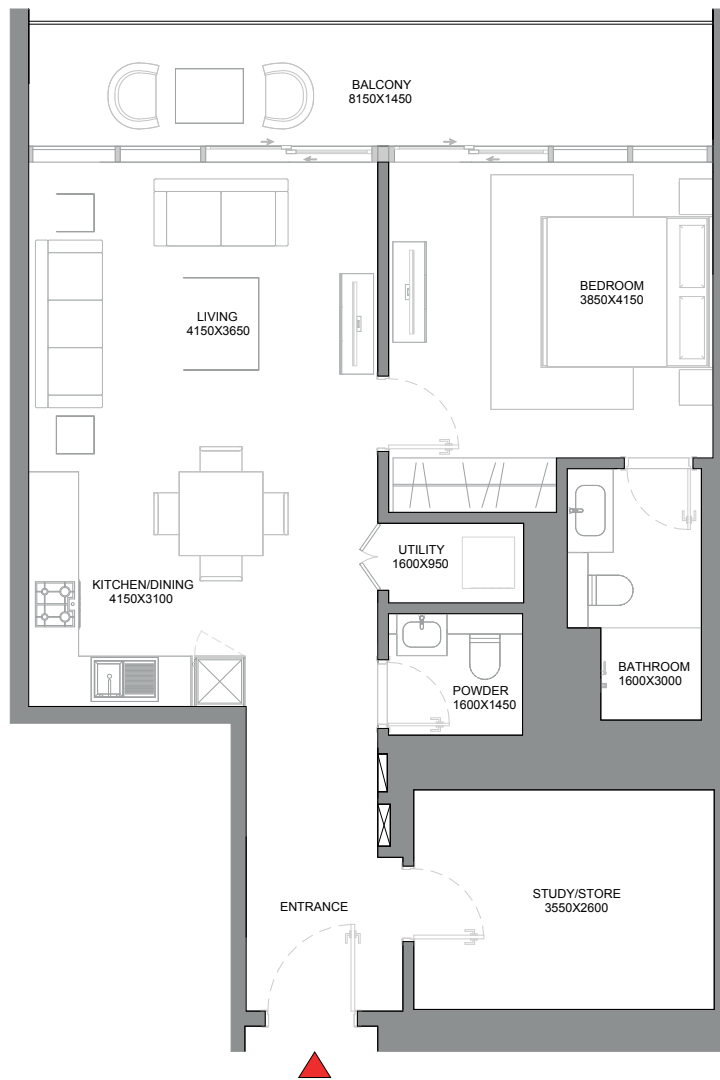 BALCONY
8150X1450
BEDROOM
3850X4150
LIVING
4150X3650
UTILITY
1600X950
KITCHEN/DINING
4150X3100
BATHROOM
1600X3000
POWDER
1600X1450
STUDY/STORE
3550X2600
ENTRANCE